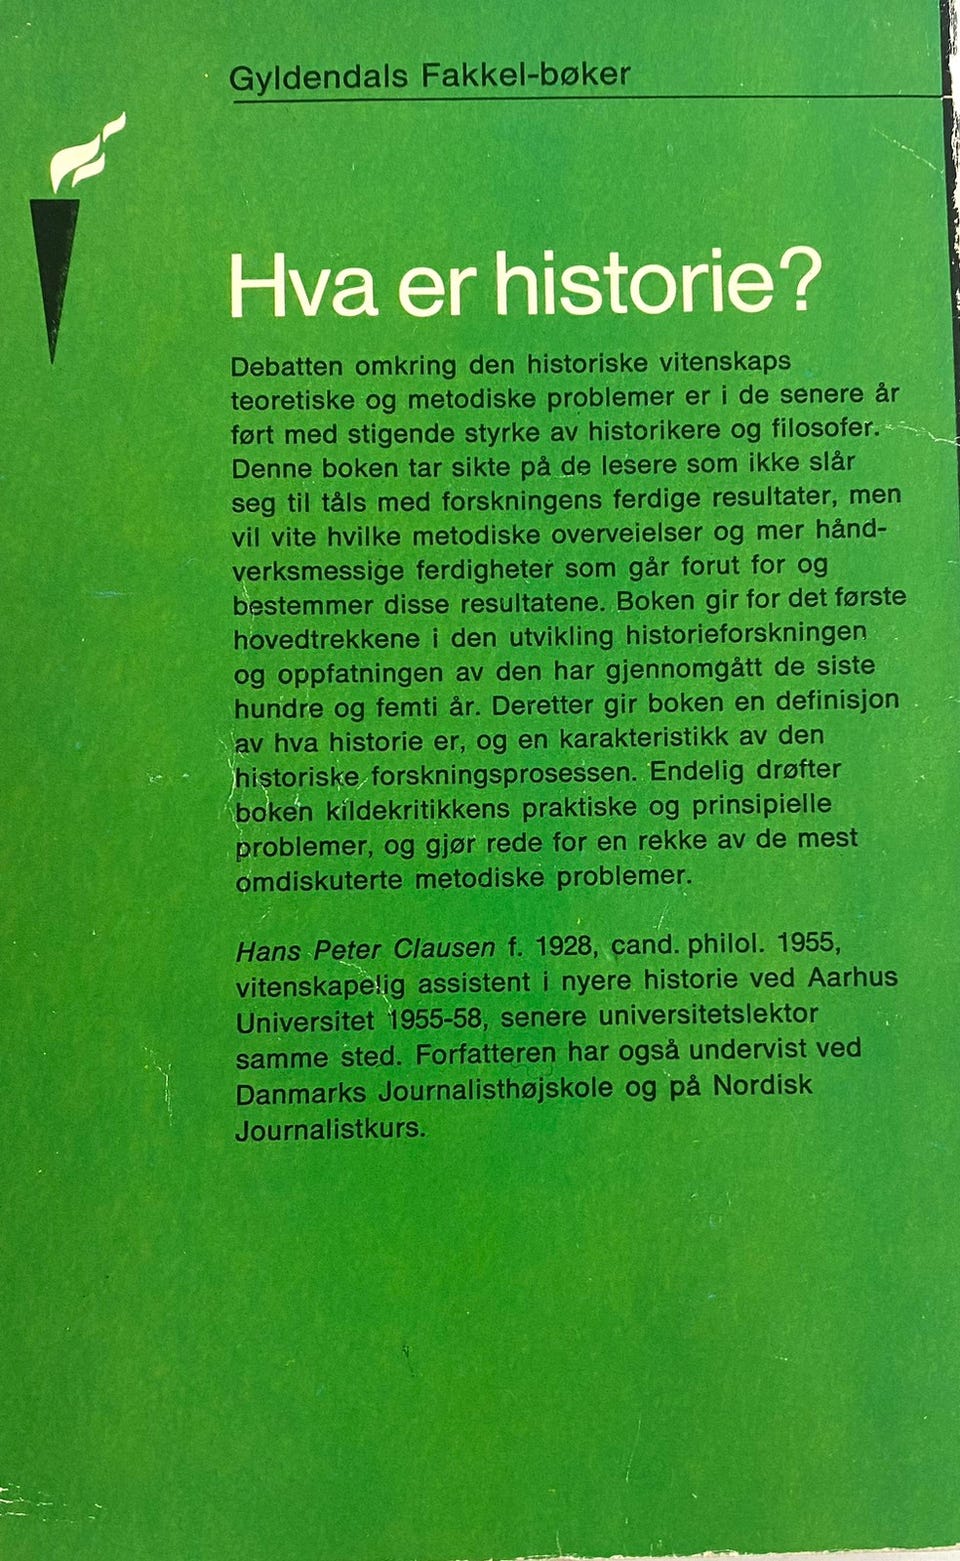 Gyldendals Fakkel-bøker
Hva er historie?
Debatten omkring den historiske vitenskaps
teoretiske og metodiske problemer er i de senere år
ført med stigende styrke av historikere og filosofer.
Denne boken tar sikte på de lesere som ikke slår
seg til tåls med forskningens ferdige resultater, men
vil vite hvilke metodiske overveielser og mer hånd-
verksmessige ferdigheter som går forut for og
bestemmer disse resultatene. Boken gir for det første
hovedtrekkene i den utvikling historieforskningen
og oppfatningen av den har gjennomgått de siste
hundre og femti år. Deretter gir boken en definisjon
av hva historie er, og en karakteristikk av den
historiske forskningsprosessen. Endelig drøfter
boken kildekritikkens praktiske og prinsipielle
problemer, og gjør rede for en rekke av de mest
omdiskuterte metodiske problemer.
Hans Peter Clausen f. 1928, cand. philol. 1955,
vitenskapelig assistent i nyere historie ved Aarhus
Universitet 1955-58, senere universitetslektor
samme sted. Forfatteren har også undervist ved
Danmarks Journalisthøjskole og på Nordisk
Journalistkurs.